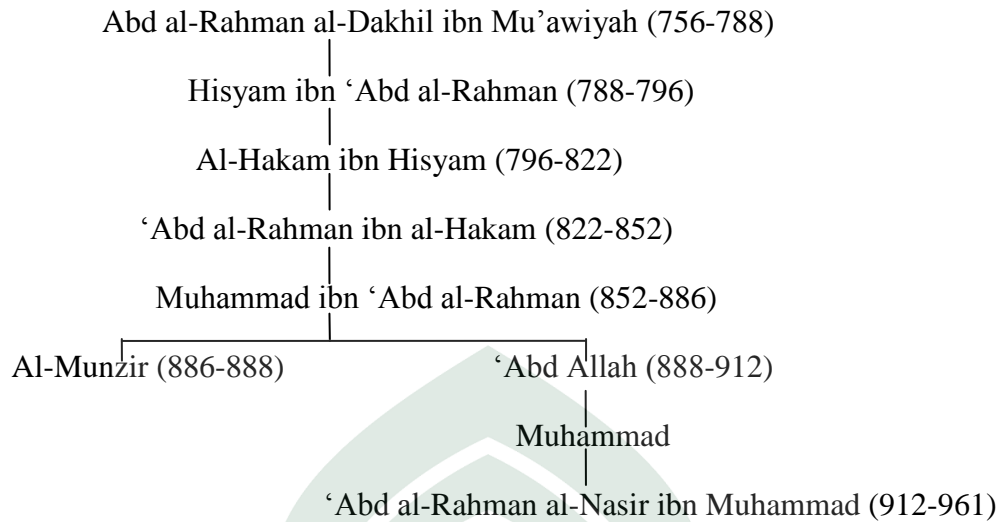 Abd al-Rahman al-Dakhil ibn Mu’awiyah (756-788)
Hisyam ibn ‘Abd al-Rahman (788-796)
Al-Hakam ibn Hisyam (796-822)
‘Abd al-Rahman ibn al-Hakam (822-852)
Muhammad ibn ‘Abd al-Rahman (852-886)
Al-Munzir (886-888) ‘Abd Allah (888-912)
Muhammad
‘Abd al-Rahman al-Nasir ibn Muhammad (912-961)